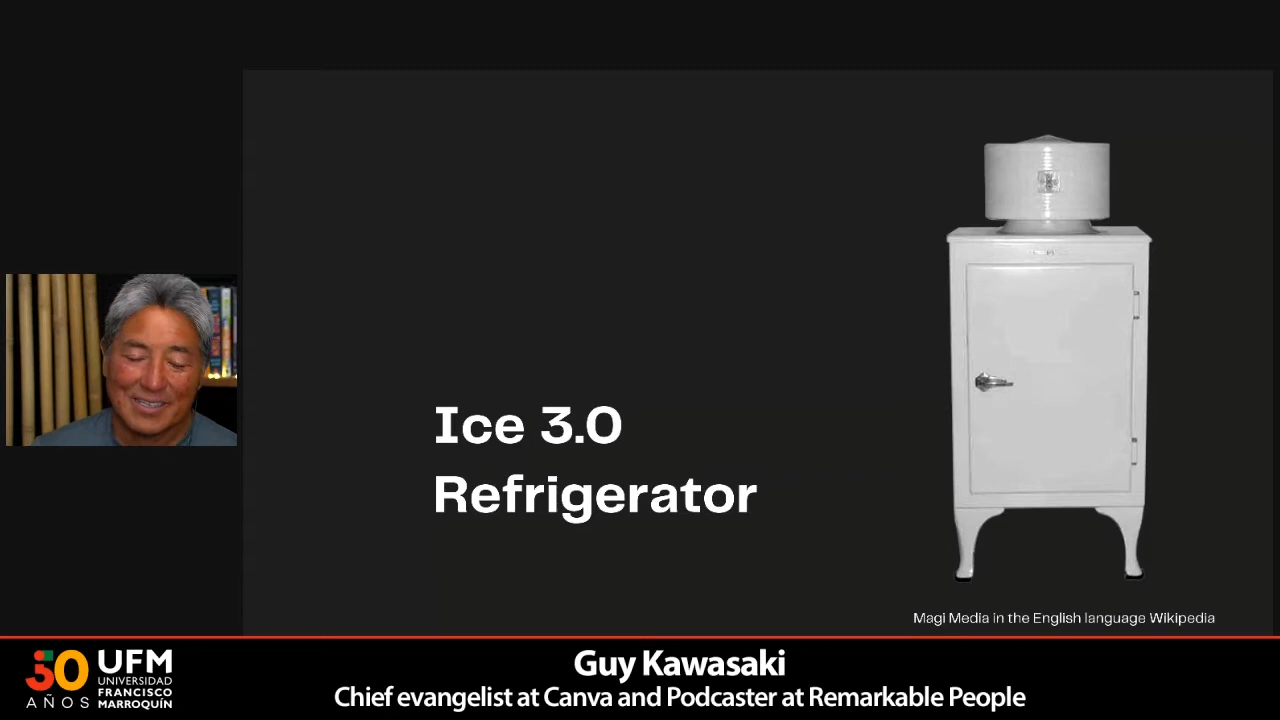 Ice 3.0
Refrigerator
Magi Media in the English language Wikipedia
50
AÑOS
UFM
UNIVERSIDAD
FRANCISCO
MARROQUÍN
Guy Kawasaki
Chief evangelist at Canva and Podcaster at Remarkable People